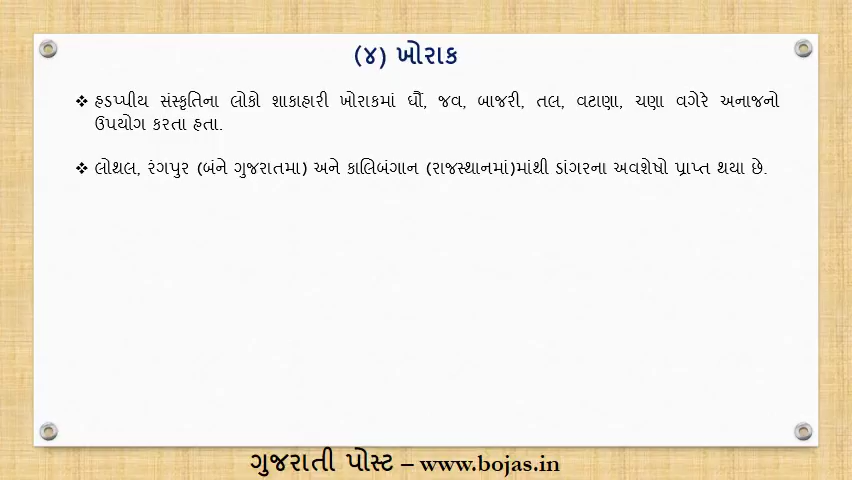 (૪) ખોરાક
❖ હડપ્પીય સંસ્કૃતિના લોકો શાકાહારી ખોરાકમાં ઘૌં, જવ, બાજરી, તલ, વટાણા, ચણા વગેરે અનાજનો
ઉપયોગ કરતા હતા.
❖ લોથલ, રંગપુર (બંને ગુજરાતમા) અને કાલિબંગાન (રાજસ્થાનમાં)માંથી ડાંગરના અવશેષો પ્રાપ્ત થયા છે.
ગુજરાતી પોસ્ટ – www.bojas.in